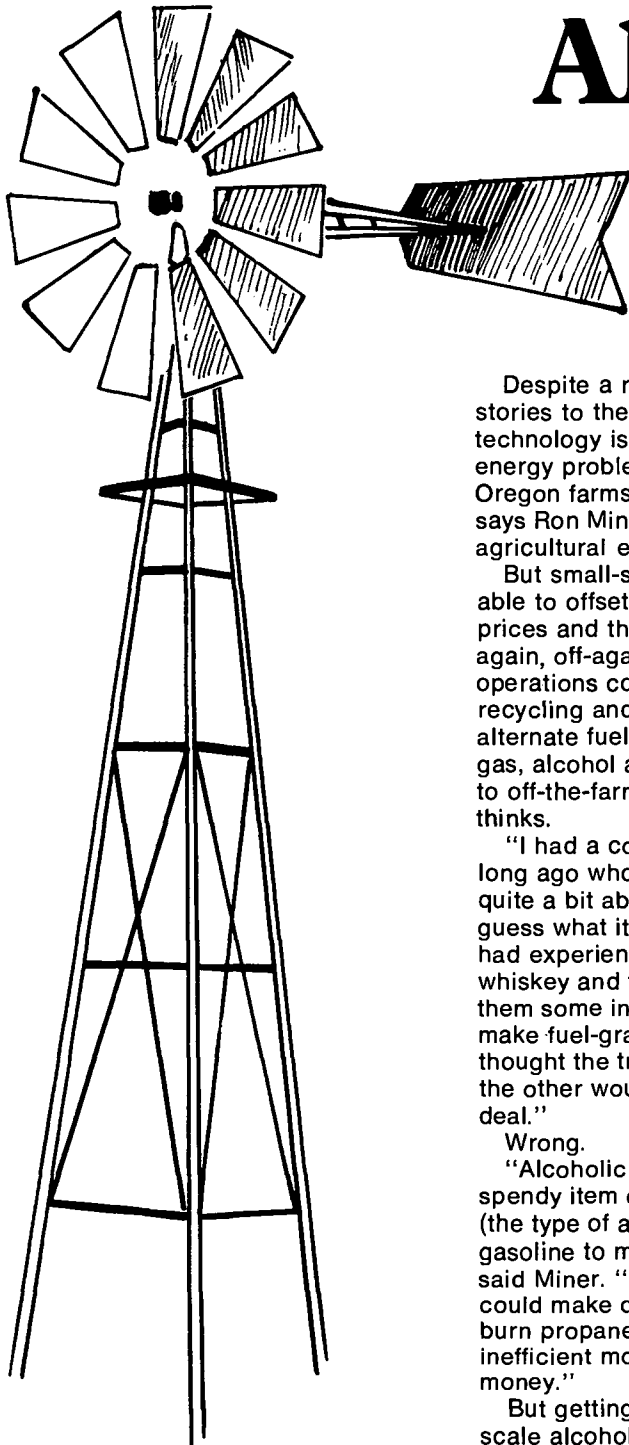 Al
Despite a r
stories to the
technology is
energy proble
Oregon farms
says Ron Min
agricultural e
But small-s
able to offset
prices and th
again, off-aga
operations co
recycling and
alternate fuel
gas, alcohol a
to off-the-farr
thinks.
"I had a co
long ago who
quite a bit ab
guess what it
had experien
whiskey and
them some in
make fuel-gra
thought the tr
the other wou
deal."
Wrong.
"Alcoholic
spendy item
(the type of a
gasoline to m
said Miner. "
could make c
burn propane
inefficient mo
money."
But getting
scale alcohol